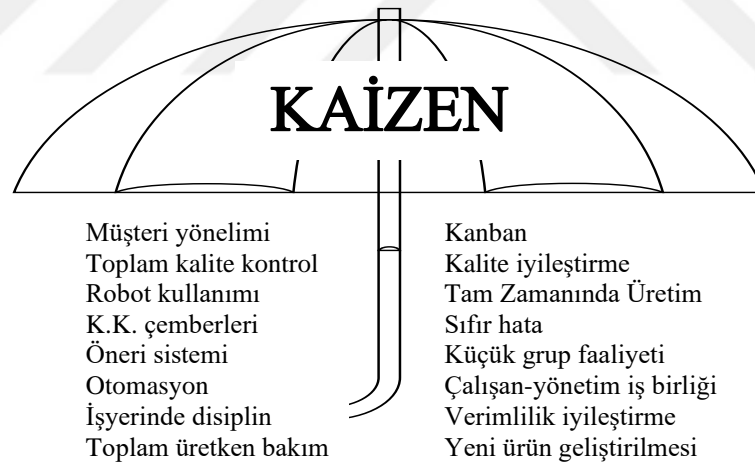 KAİZEN
Müşteri yönelimi
Toplam kalite kontrol
Robot kullanımı
K.K. çemberleri
Öneri sistemi
Otomasyon
İşyerinde disiplin
Toplam üretken bakım
Kanban
Kalite iyileştirme
Tam Zamanında Üretim
Sıfır hata
Küçük grup faaliyeti
Çalışan-yönetim iş birliği
Verimlilik iyileştirme
Yeni ürün geliştirilmesi